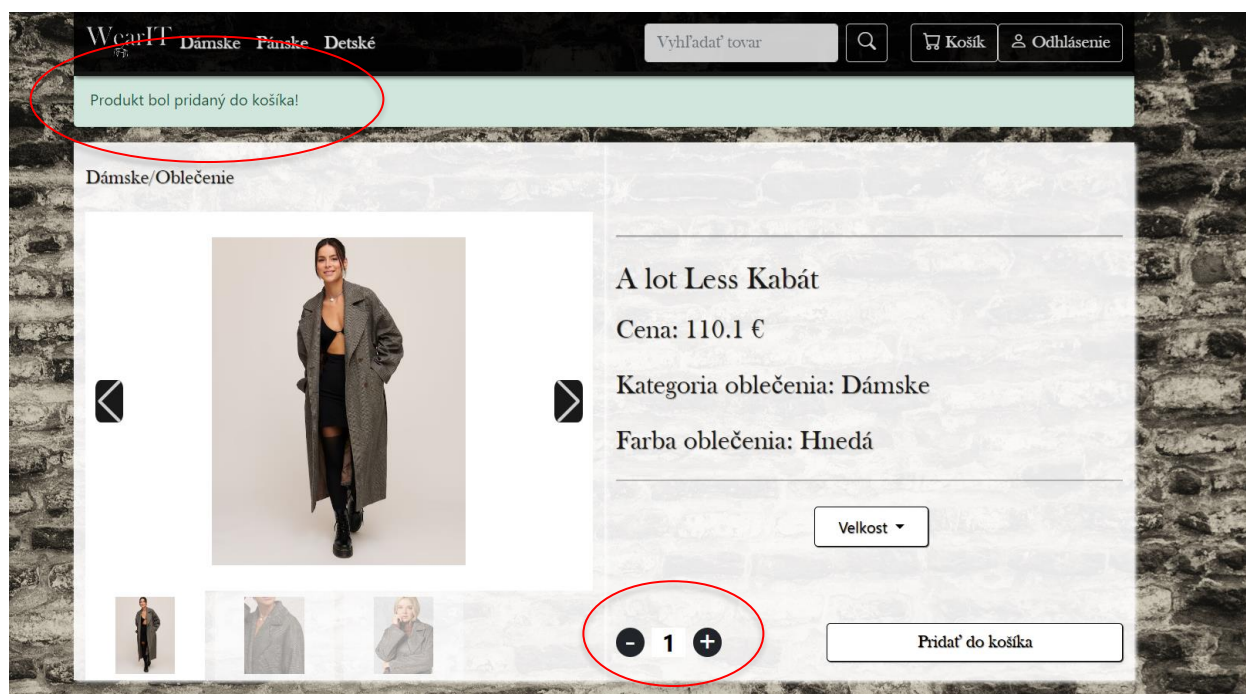 WearIT Dámske Pánske Detské Vyhľadať tovar Košík Odhlásenie
Produkt bol pridaný do košíka!
Dámske/Oblečenie
A lot Less Kabát
Cena: 110.1 €
Kategoria oblečenia: Dámske
Farba oblečenia: Hnedá
Velkost
- 1 +
Pridať do košíka